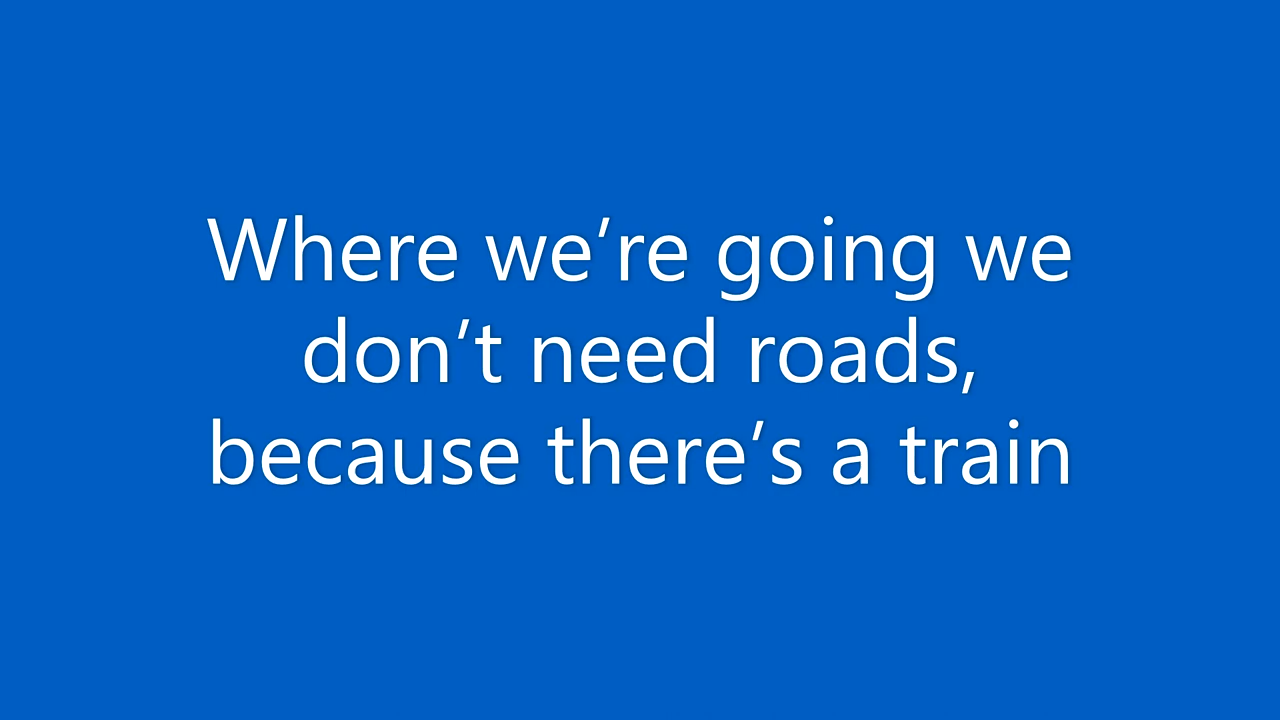 Where we’re going we
don’t need roads,
because there’s a train